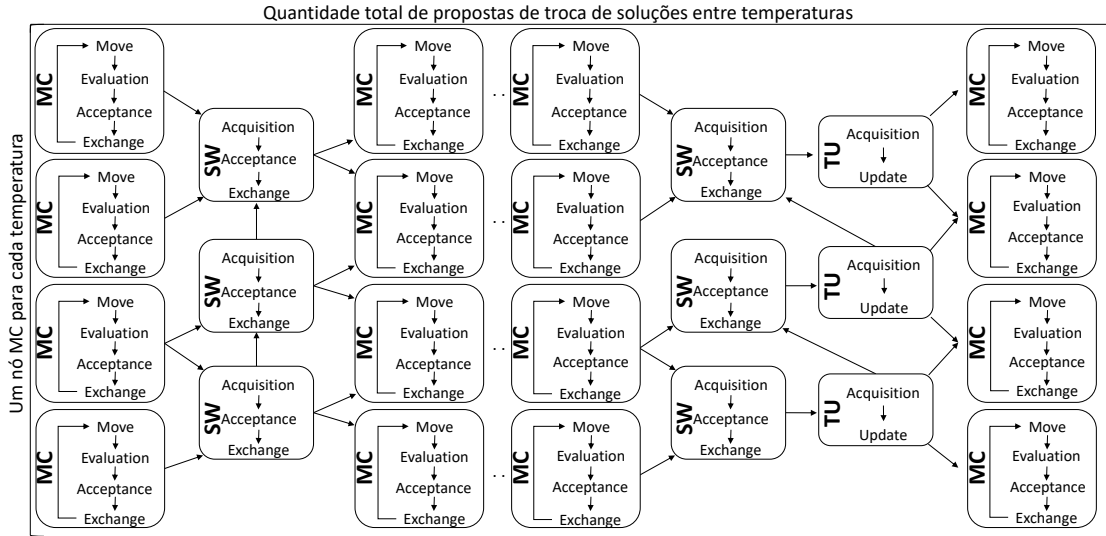 Quantidade total de propostas de troca de soluções entre temperaturas
Um nó MC para cada temperatura
MC
Move
Evaluation
Acceptance
Exchange
MC
Move
Evaluation
Acceptance
Exchange
MC
Move
Evaluation
Acceptance
Exchange
MC
Move
Evaluation
Acceptance
Exchange
SW
Acquisition
Acceptance
Exchange
SW
Acquisition
Acceptance
Exchange
SW
Acquisition
Acceptance
Exchange
MC
Move
Evaluation
Acceptance
Exchange
MC
Move
Evaluation
Acceptance
Exchange
MC
Move
Evaluation
Acceptance
Exchange
MC
Move
Evaluation
Acceptance
Exchange
. .
. .
. .
. .
MC
Move
Evaluation
Acceptance
Exchange
MC
Move
Evaluation
Acceptance
Exchange
MC
Move
Evaluation
Acceptance
Exchange
MC
Move
Evaluation
Acceptance
Exchange
SW
Acquisition
Acceptance
Exchange
SW
Acquisition
Acceptance
Exchange
SW
Acquisition
Acceptance
Exchange
TU
Acquisition
Update
TU
Acquisition
Update
TU
Acquisition
Update
MC
Move
Evaluation
Acceptance
Exchange
MC
Move
Evaluation
Acceptance
Exchange
MC
Move
Evaluation
Acceptance
Exchange
MC
Move
Evaluation
Acceptance
Exchange